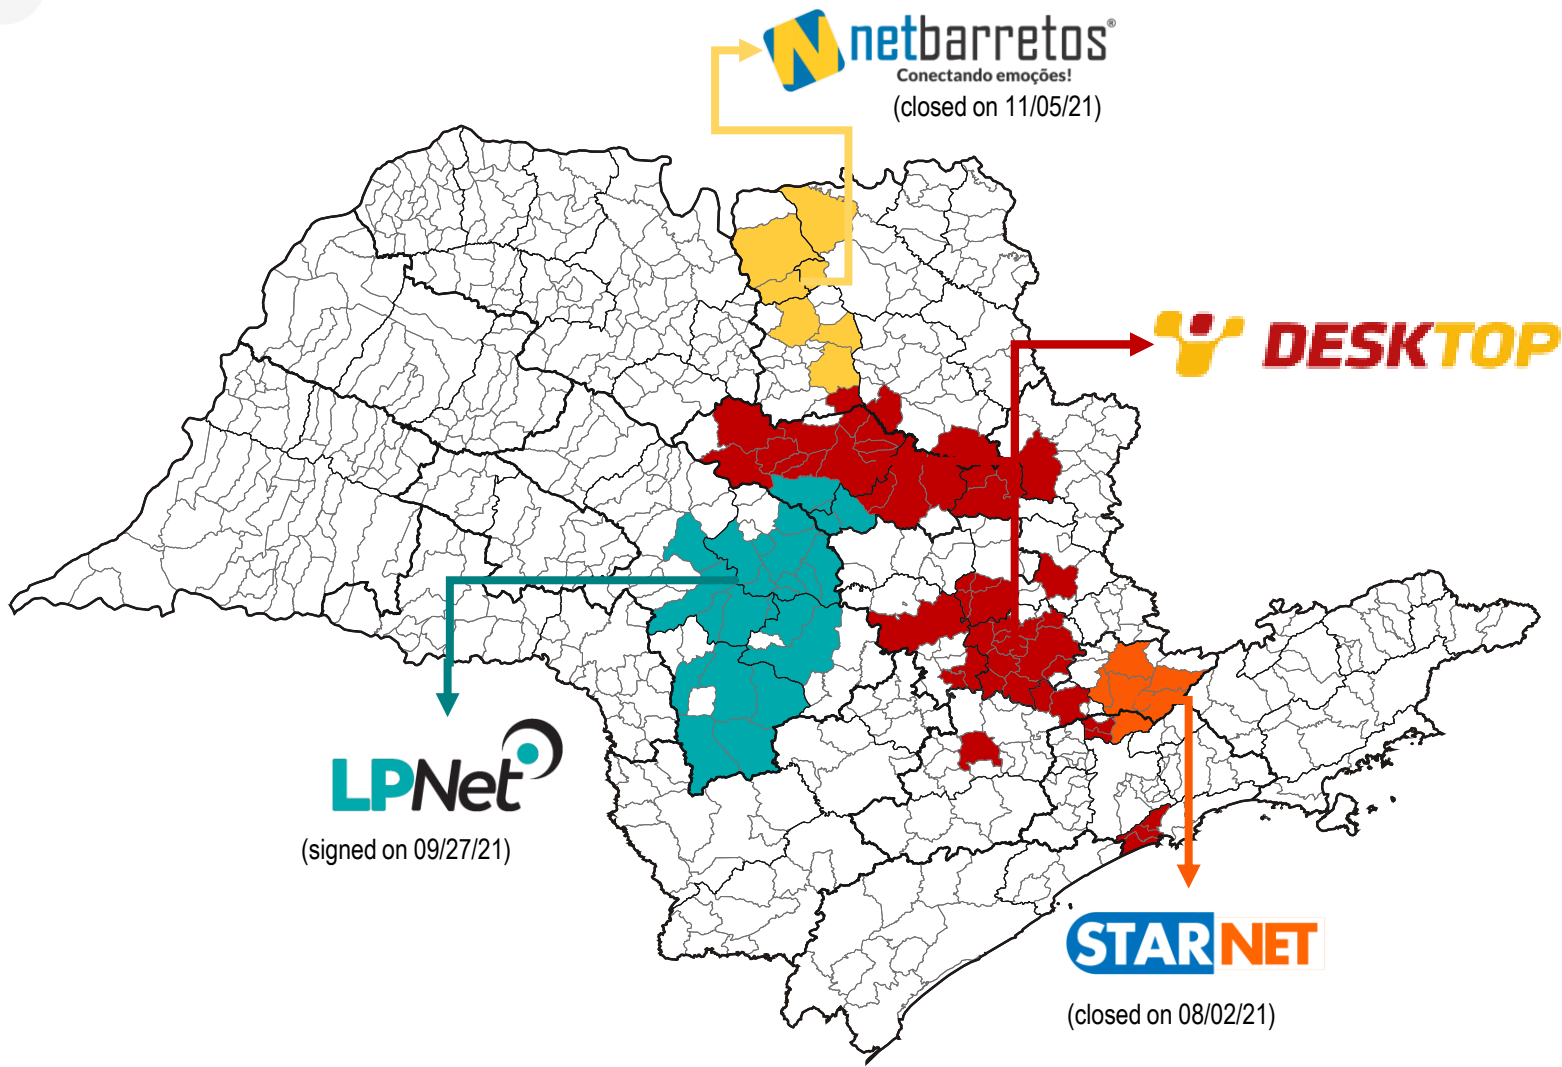 netbarretos®
Conectando emoções!
(closed on 11/05/21)
DESKTOP
LPNet
(signed on 09/27/21)
STARNET
(closed on 08/02/21)